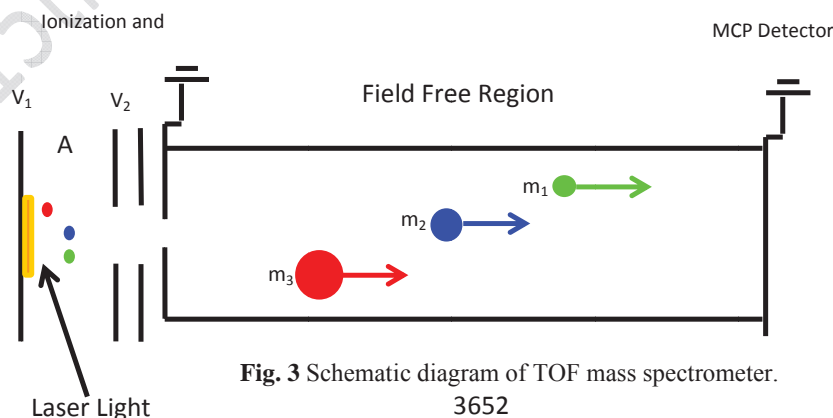 Ionization and
MCP Detector
V1
V2
Field Free Region
A
m1
m2
m3
Fig. 3 Schematic diagram of TOF mass spectrometer.
Laser Light
3652